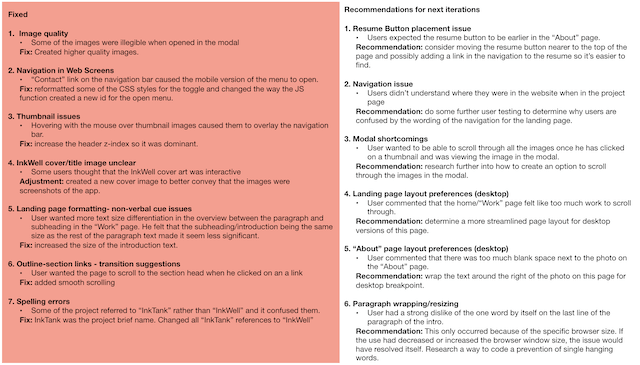 Fixed
1. Image quality
• Some of the images were illegible when opened in the modal
Fix: Created higher quality images.
2. Navigation in Web Screens
• “Contact” link on the navigation bar caused the mobile version of the menu to open.
Fix: reformatted some of the CSS styles for the toggle and changed the way the JS
function created a new id for the open menu.
3. Thumbnail issues
• Hovering with the mouse over thumbnail images caused them to overlay the navigation
bar.
Fix: increase the header z-index so it was dominant.
4. InkWell cover/title image unclear
• Some users thought that the InkWell cover art was interactive
Adjustment: created a new cover image to better convey that the images were
screenshots of the app.
5. Landing page formatting- non-verbal cue issues
• User wanted more text size differentiation in the overview between the paragraph and
subheading in the “Work” page. He felt that the subheading/introduction being the same
size as the rest of the paragraph text made it seem less significant.
Fix: increased the size of the introduction text.
6. Outline-section links - transition suggestions
• User wanted the page to scroll to the section head when he clicked on an a link
Fix: added smooth scrolling
7. Spelling errors
• Some of the project referred to “InkTank” rather than “InkWell” and it confused them.
Fix: InkTank was the project brief name. Changed all “InkTank” references to “InkWell”
Recommendations for next iterations
1. Resume Button placement issue
• Users expected the resume button to be earlier in the “About” page.
Recommendation: consider moving the resume button nearer to the top of the
page and possibly adding a link in the navigation to the resume so it’s easier to
find.
2. Navigation issue
• Users didn’t understand where they were in the website when in the project
page
Recommendation: do some further user testing to determine why users are
confused by the wording of the navigation for the landing page.
3. Modal shortcomings
• User wanted to be able to scroll through all the images once he has clicked
on a thumbnail and was viewing the image in the modal.
Recommendation: research further into how to create an option to scroll
through the images in the modal.
4. Landing page layout preferences (desktop)
• User commented that the home/“Work” page felt like too much work to scroll
through.
Recommendation: determine a more streamlined page layout for desktop
versions of this page.
5. “About” page layout preferences (desktop)
• User commented that there was too much blank space next to the photo on
the “About” page.
Recommendation: wrap the text around the right of the photo on this page for
desktop breakpoint.
6. Paragraph wrapping/resizing
• User had a strong dislike of the one word by itself on the last line of the
paragraph of the intro.
Recommendation: This only occurred because of the specific browser size. If
the use had decreased or increased the browser window size, the issue would
have resolved itself. Research a way to code a prevention of single hanging
words.